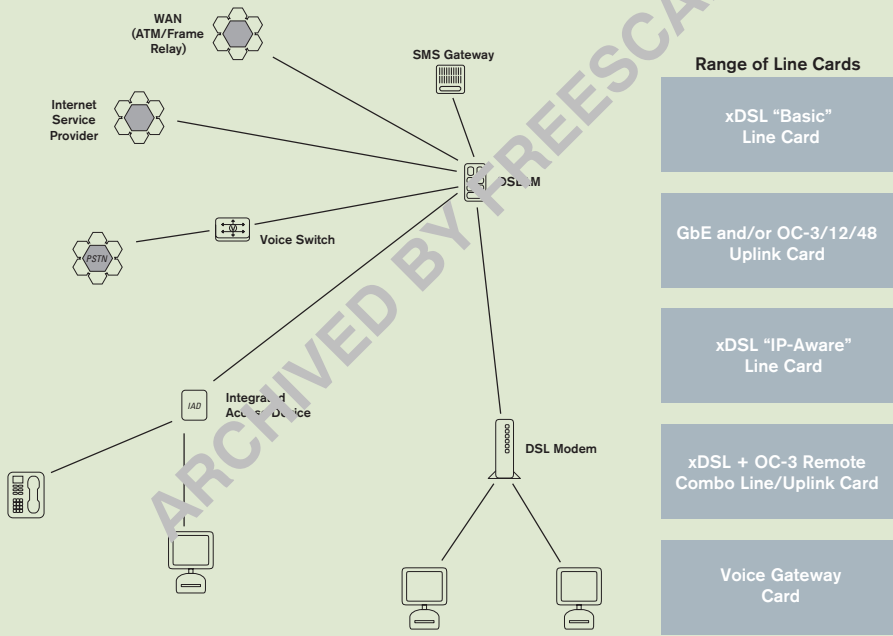 WAN
(ATM/Frame
Relay)
SMS Gateway
Internet
Service
Provider
DSLAM
Voice Switch
PSTN
IAD
Integrated
Access Device
DSL Modem
Range of Line Cards
xDSL “Basic”
Line Card
GbE and/or OC-3/12/48
Uplink Card
xDSL “IP-Aware”
Line Card
xDSL + OC-3 Remote
Combo Line/Uplink Card
Voice Gateway
Card
ARCHIVED BY